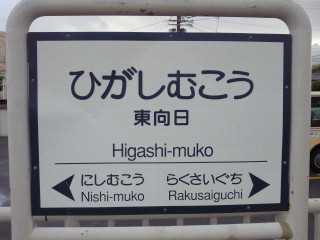 ひがしむこう
東向日
Higashi-muko
にしむこう らくさいぐち
Nishi-muko Rakusaiguchi